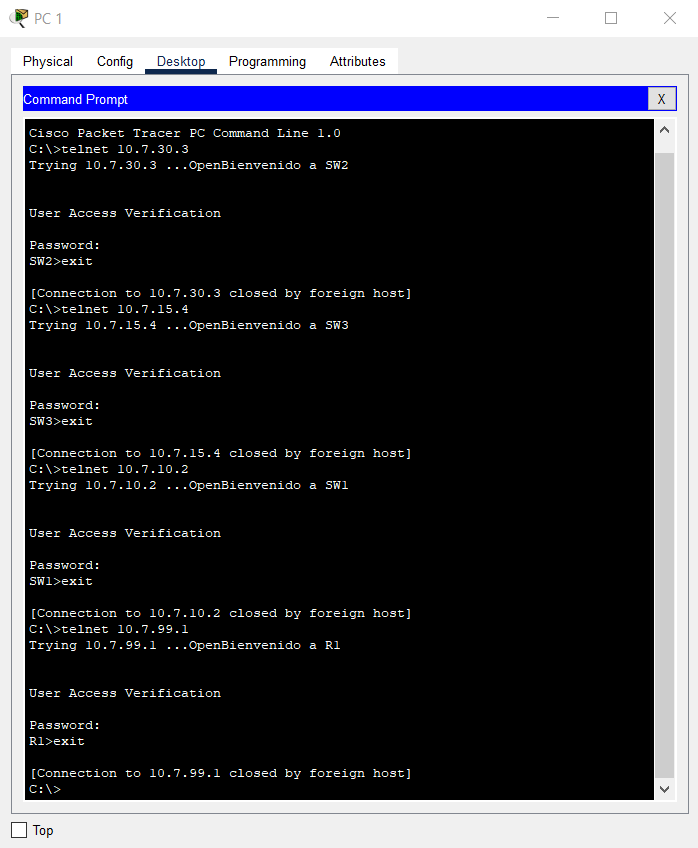 PC 1
Physical Config Desktop Programming Attributes
Command Prompt X
Cisco Packet Tracer PC Command Line 1.0
C:\>telnet 10.7.30.3
Trying 10.7.30.3 ...OpenBienvenido a SW2
User Access Verification
Password:
SW2>exit
[Connection to 10.7.30.3 closed by foreign host]
C:\>telnet 10.7.15.4
Trying 10.7.15.4 ...OpenBienvenido a SW3
User Access Verification
Password:
SW3>exit
[Connection to 10.7.15.4 closed by foreign host]
C:\>telnet 10.7.10.2
Trying 10.7.10.2 ...OpenBienvenido a SW1
User Access Verification
Password:
SW1>exit
[Connection to 10.7.10.2 closed by foreign host]
C:\>telnet 10.7.99.1
Trying 10.7.99.1 ...OpenBienvenido a R1
User Access Verification
Password:
R1>exit
[Connection to 10.7.99.1 closed by foreign host]
C:\>
Top